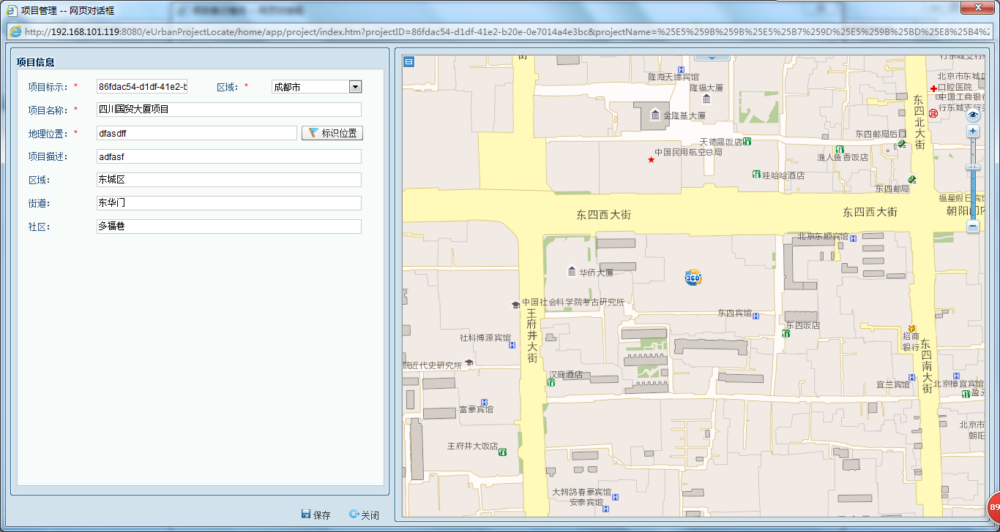 项目管理 -- 网页对话框
http://192.168.101.119:8080/eUrbanProjectLocate/home/app/project/index.htm?projectID=86fdac54-d1df-41e2-b20e-0e7014a4e3bc&projectName=%25E5%259B%259B%25E5%25B7%259D%25E5%259B%25BD%25E8%25B4%2
项目信息
项目标示： * 86fdac54-d1df-41e2-b 区域： * 成都市
项目名称： * 四川国贸大厦项目
地理位置： * dfasdff 标识位置
项目描述： adfasf
区域： 东城区
街道： 东华门
社区： 多福巷
保存 关闭
街
隆海天缘宾馆
隆福大厦
金隆基大厦
天德晟饭店
中国民用航空总局
哇哈哈酒店
东四邮局后
渔人鱼香饭店
东四邮局
东四北大街
行东城支行
北京市东城区
口腔医院
中国工商银行
行东城支行
福星假日宾馆
朝阳门内
东四西大街
东四西大街
北京东顺宾馆
华侨大厦
360
中国社会科学院考古研究所
王府井大街
东四宾馆
东四饭店
社科博源宾馆
院近代史研究所
汉庭酒店
招商
银行
东四南大街
宜兰宾馆
北京樟宜宾馆
盈元
富豪宾馆
王府井大饭店
北京市
朝阳
大鹁鸽春豪宾馆
安泰宾馆
89